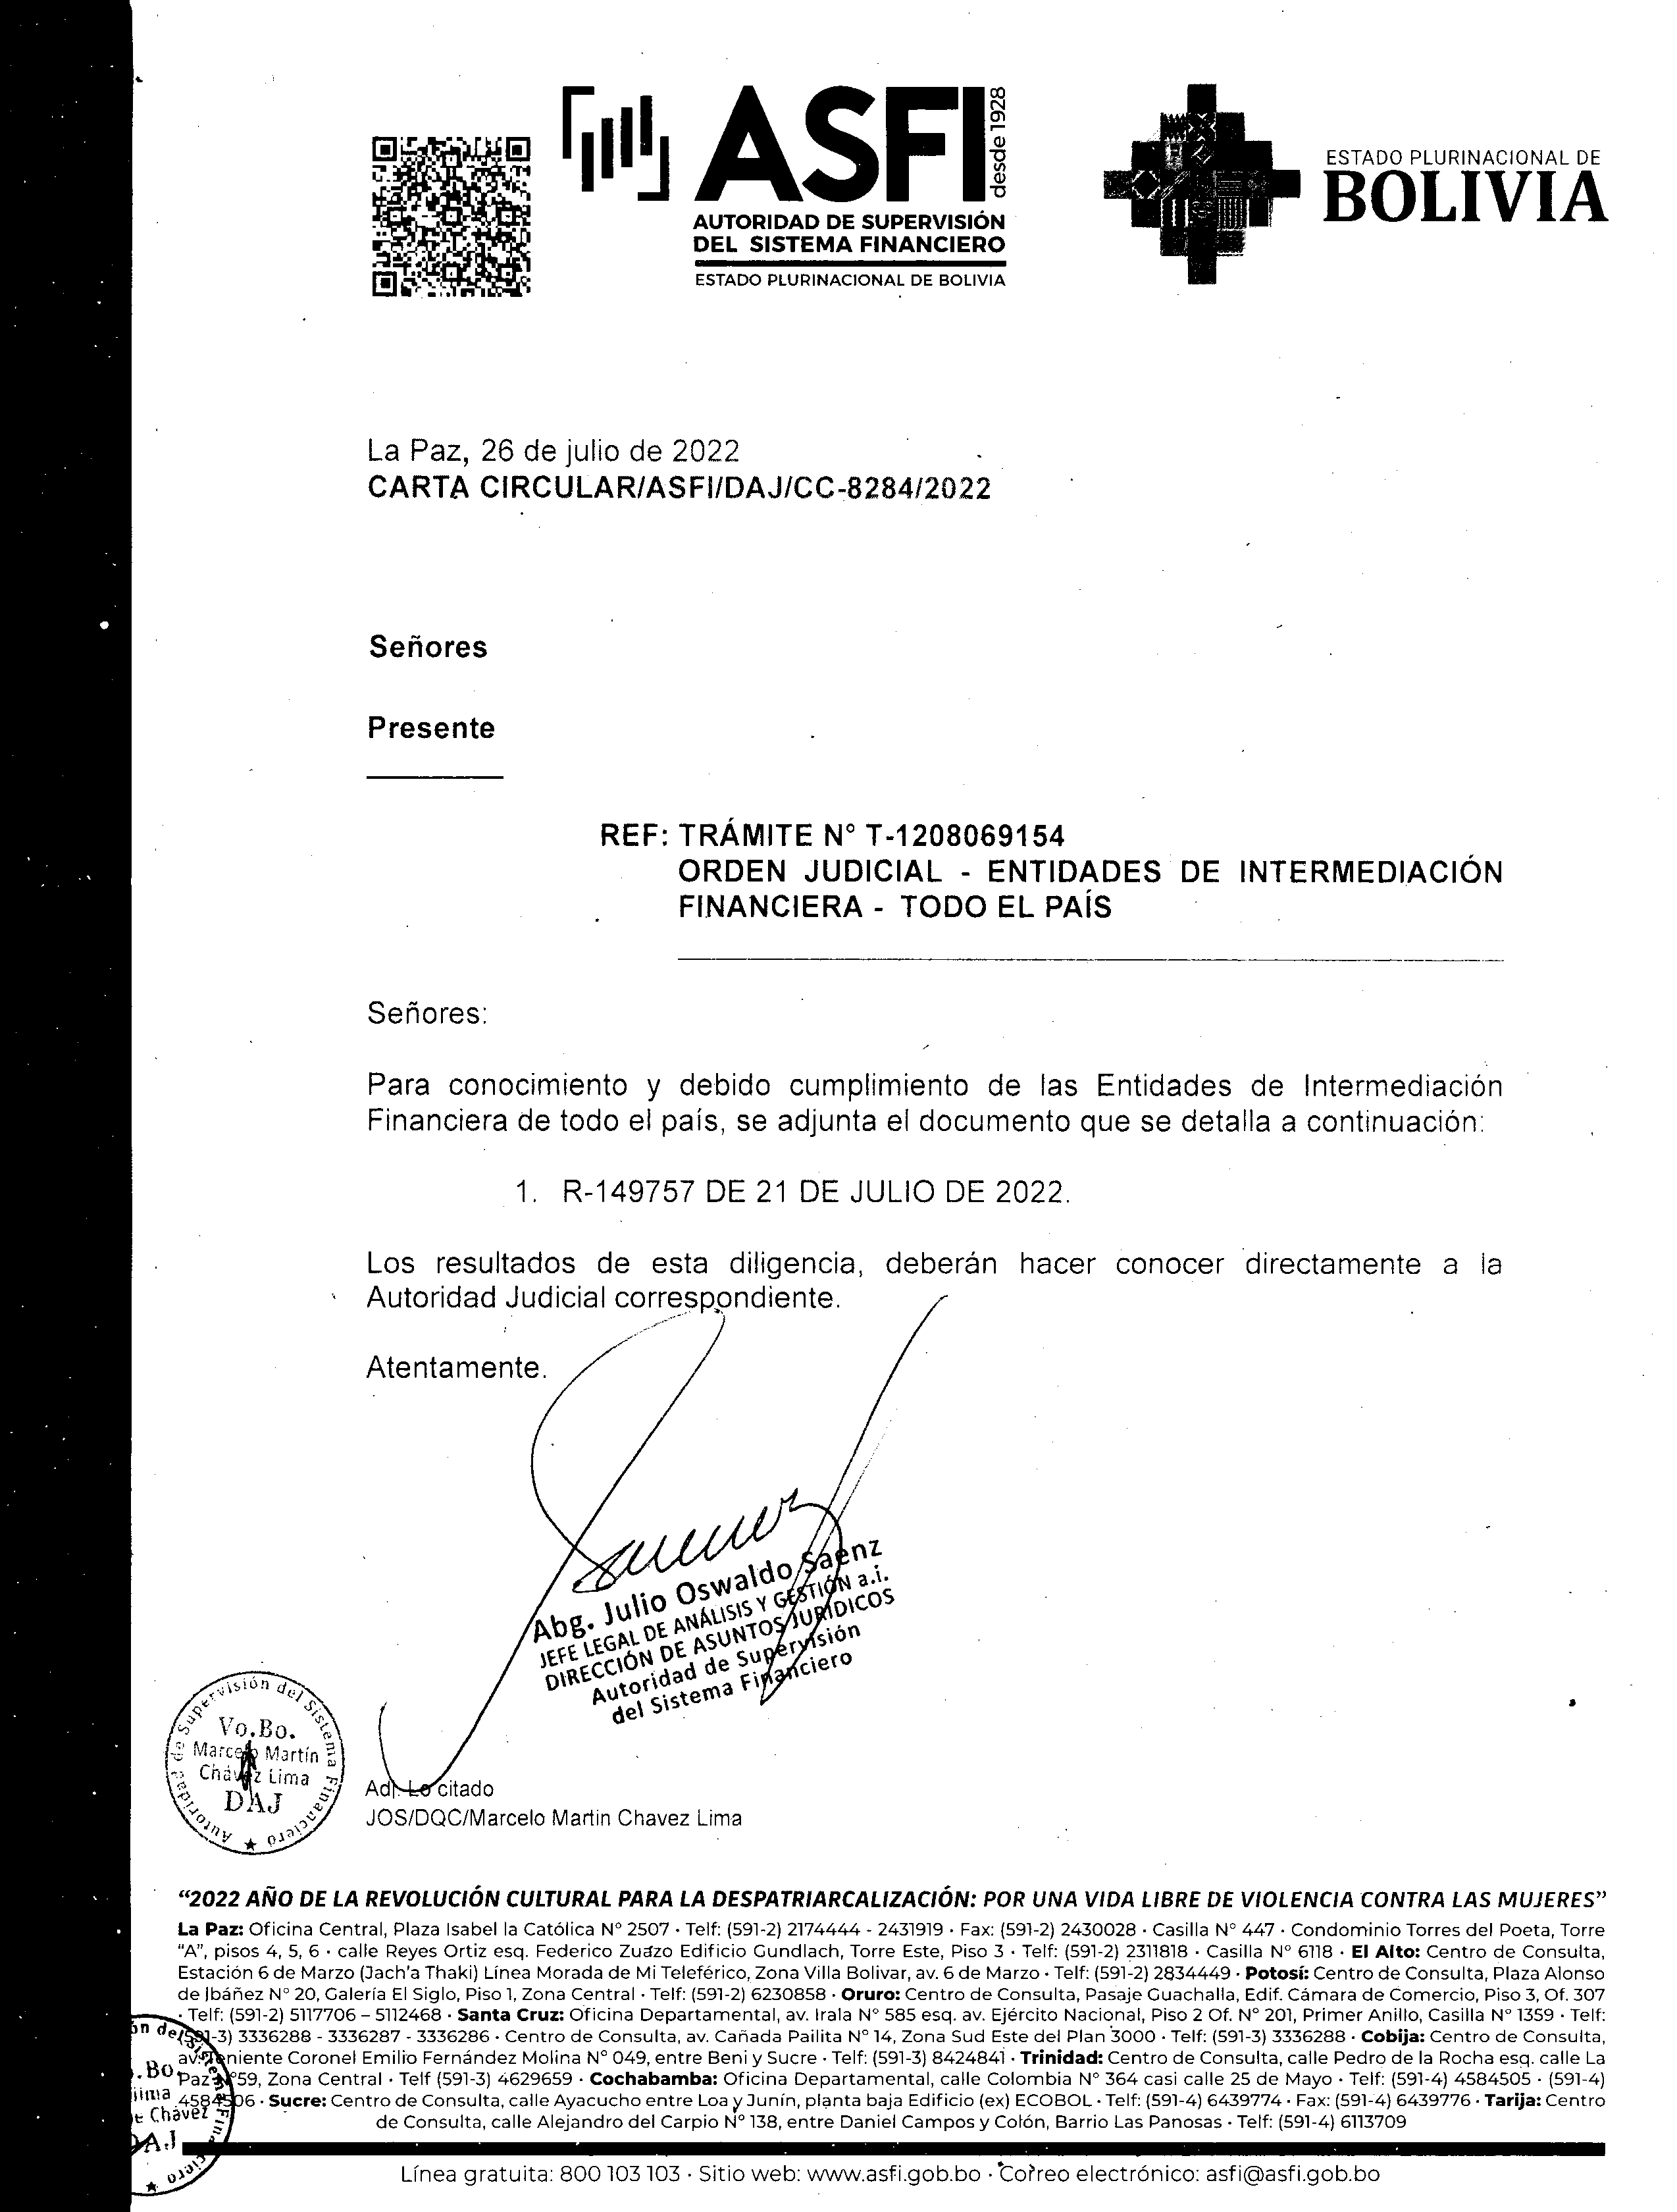 ASFI
desde 1928
AUTORIDAD DE SUPERVISIÓN
DEL SISTEMA FINANCIERO
ESTADO PLURINACIONAL DE BOLIVIA
ESTADO PLURINACIONAL DE
BOLIVIA
La Paz, 26 de julio de 2022
CARTA CIRCULAR/ASFI/DAJ/CC-8284/2022
Señores
Presente
REF: TRÁMITE N° T-1208069154
ORDEN JUDICIAL - ENTIDADES DE INTERMEDIACIÓN
FINANCIERA - TODO EL PAÍS
Señores:
Para conocimiento y debido cumplimiento de las Entidades de Intermediación
Financiera de todo el país, se adjunta el documento que se detalla a continuación:
1. R-149757 DE 21 DE JULIO DE 2022.
Los resultados de esta diligencia, deberán hacer conocer directamente a la
Autoridad Judicial correspondiente.
Atentamente.
Abg. Julio Oswaldo Saenz
JEFE LEGAL DE ANÁLISIS Y GESTIÓN a.i.
DIRECCIÓN DE ASUNTOS JURÍDICOS
Autoridad de Supervisión
del Sistema Financiero
Autoridad de Supervisión del Sistema Financiero
Vo.Bo.
Marcelo Martín
Chávez Lima
DAJ
Adj. Lo citado
JOS/DQC/Marcelo Martin Chavez Lima
“2022 AÑO DE LA REVOLUCIÓN CULTURAL PARA LA DESPATRIARCALIZACIÓN: POR UNA VIDA LIBRE DE VIOLENCIA CONTRA LAS MUJERES”
La Paz: Oficina Central, Plaza Isabel la Católica N° 2507 · Telf: (591-2) 2174444 - 2431919 · Fax: (591-2) 2430028 · Casilla N° 447 · Condominio Torres del Poeta, Torre
“A”, pisos 4, 5, 6 · calle Reyes Ortiz esq. Federico Zuazo Edificio Gundlach, Torre Este, Piso 3 · Telf: (591-2) 2311818 · Casilla N° 6118 · El Alto: Centro de Consulta,
Estación 6 de Marzo (Jach’a Thaki) Línea Morada de Mi Teleférico, Zona Villa Bolivar, av. 6 de Marzo · Telf: (591-2) 2834449 · Potosí: Centro de Consulta, Plaza Alonso
de Ibáñez N° 20, Galería El Siglo, Piso 1, Zona Central · Telf: (591-2) 6230858 · Oruro: Centro de Consulta, Pasaje Guachalla, Edif. Cámara de Comercio, Piso 3, Of. 307
· Telf: (591-2) 5117706 – 5112468 · Santa Cruz: Oficina Departamental, av. Irala N° 585 esq. av. Ejército Nacional, Piso 2 Of. N° 201, Primer Anillo, Casilla N° 1359 · Telf:
(591-3) 3336288 - 3336287 - 3336286 · Centro de Consulta, av. Cañada Pailita N° 14, Zona Sud Este del Plan 3000 · Telf: (591-3) 3336288 · Cobija: Centro de Consulta,
av. Teniente Coronel Emilio Fernández Molina N° 049, entre Beni y Sucre · Telf: (591-3) 8424841 · Trinidad: Centro de Consulta, calle Pedro de la Rocha esq. calle La
Paz N°59, Zona Central · Telf (591-3) 4629659 · Cochabamba: Oficina Departamental, calle Colombia N° 364 casi calle 25 de Mayo · Telf: (591-4) 4584505 · (591-4)
4584506 · Sucre: Centro de Consulta, calle Ayacucho entre Loa y Junín, planta baja Edificio (ex) ECOBOL · Telf: (591-4) 6439774 · Fax: (591-4) 6439776 · Tarija: Centro
de Consulta, calle Alejandro del Carpio N° 138, entre Daniel Campos y Colón, Barrio Las Panosas · Telf: (591-4) 6113709
Línea gratuita: 800 103 103 · Sitio web: www.asfi.gob.bo · Correo electrónico: asfi@asfi.gob.bo